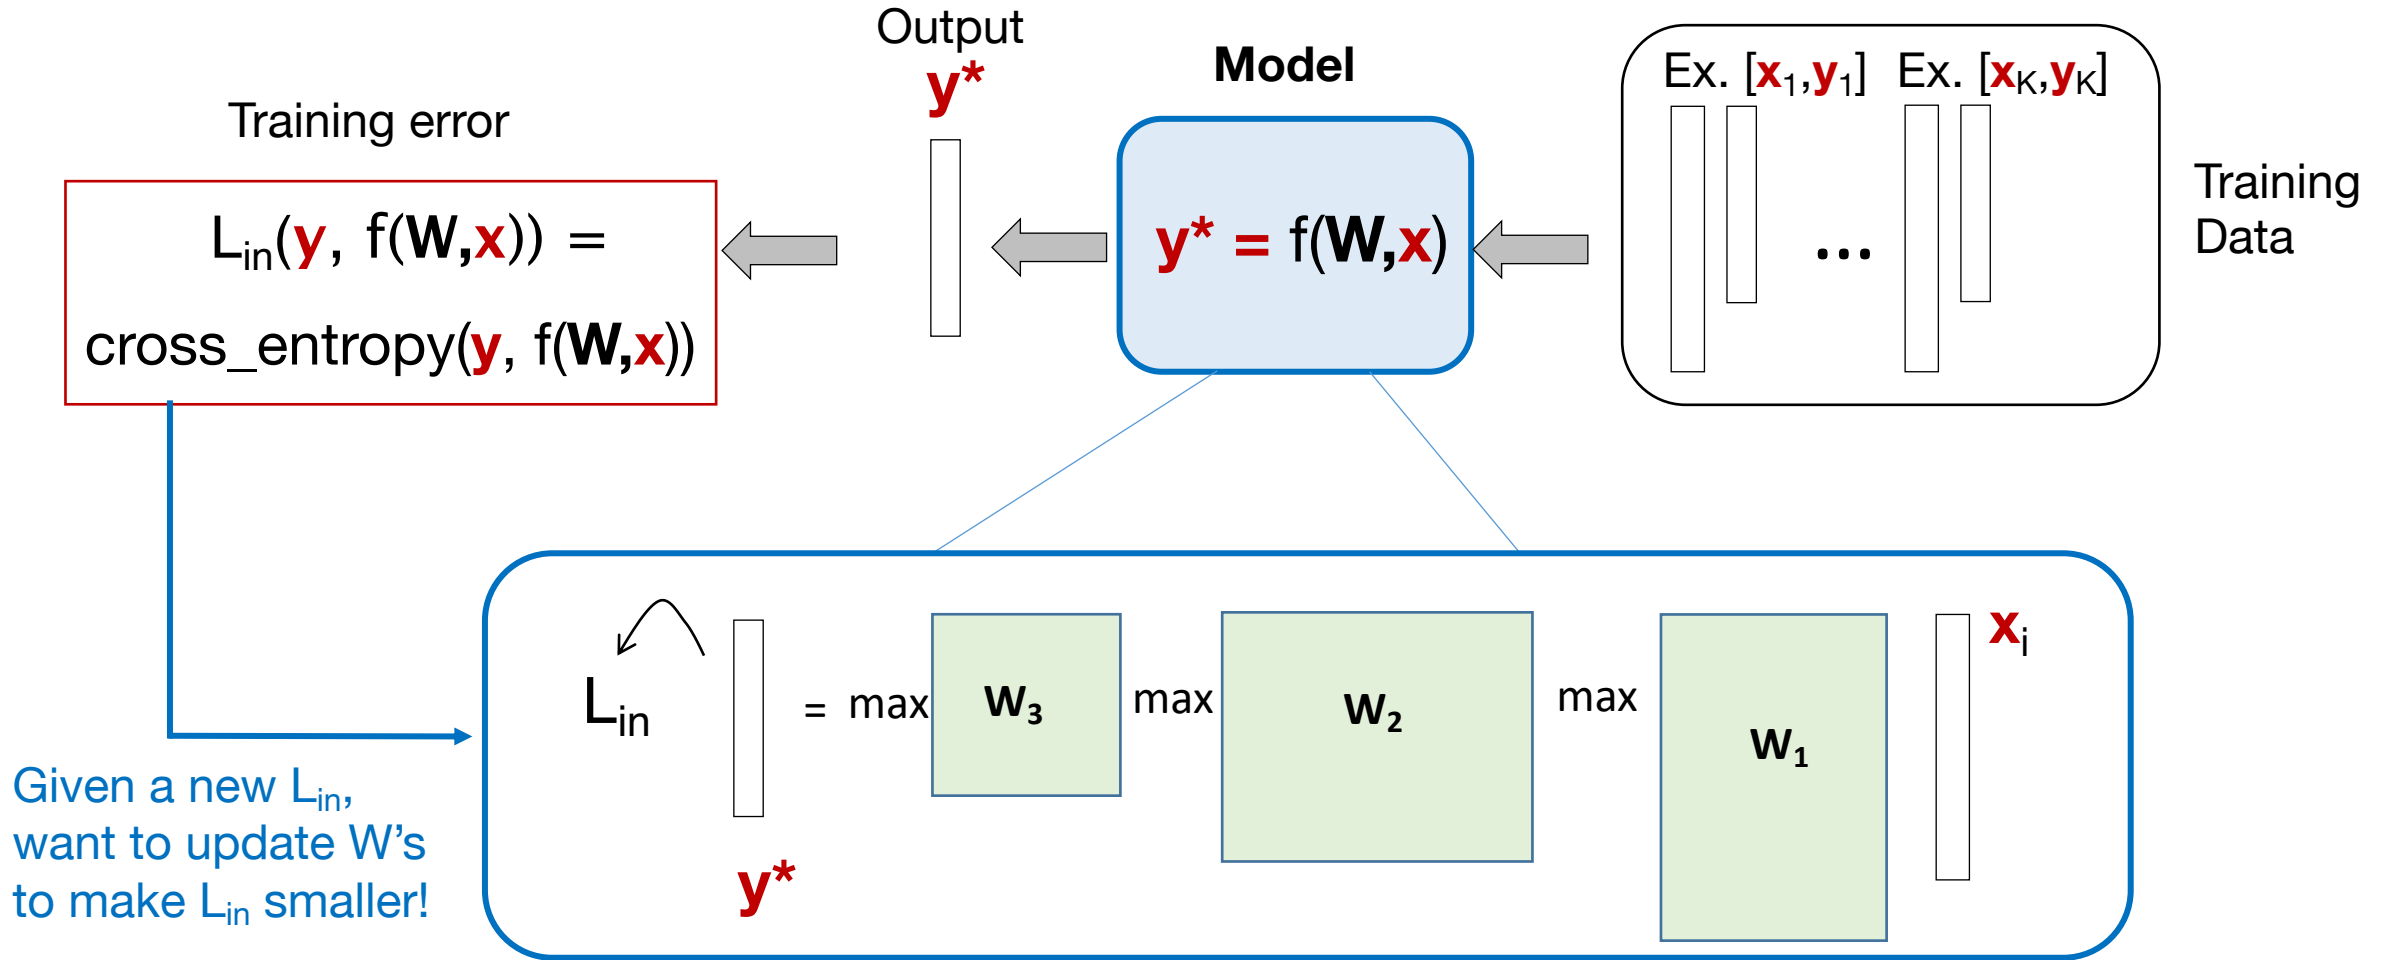 Output
y*
Model
Ex. [x1,y1] Ex. [xK,yK]
Training error
Training
Data
Lin(y, f(W,x)) =
cross_entropy(y, f(W,x))
y* = f(W,x)
...
Lin
= max W3 max W2 max W1
xi
y*
Given a new Lin,
want to update W's
to make Lin smaller!